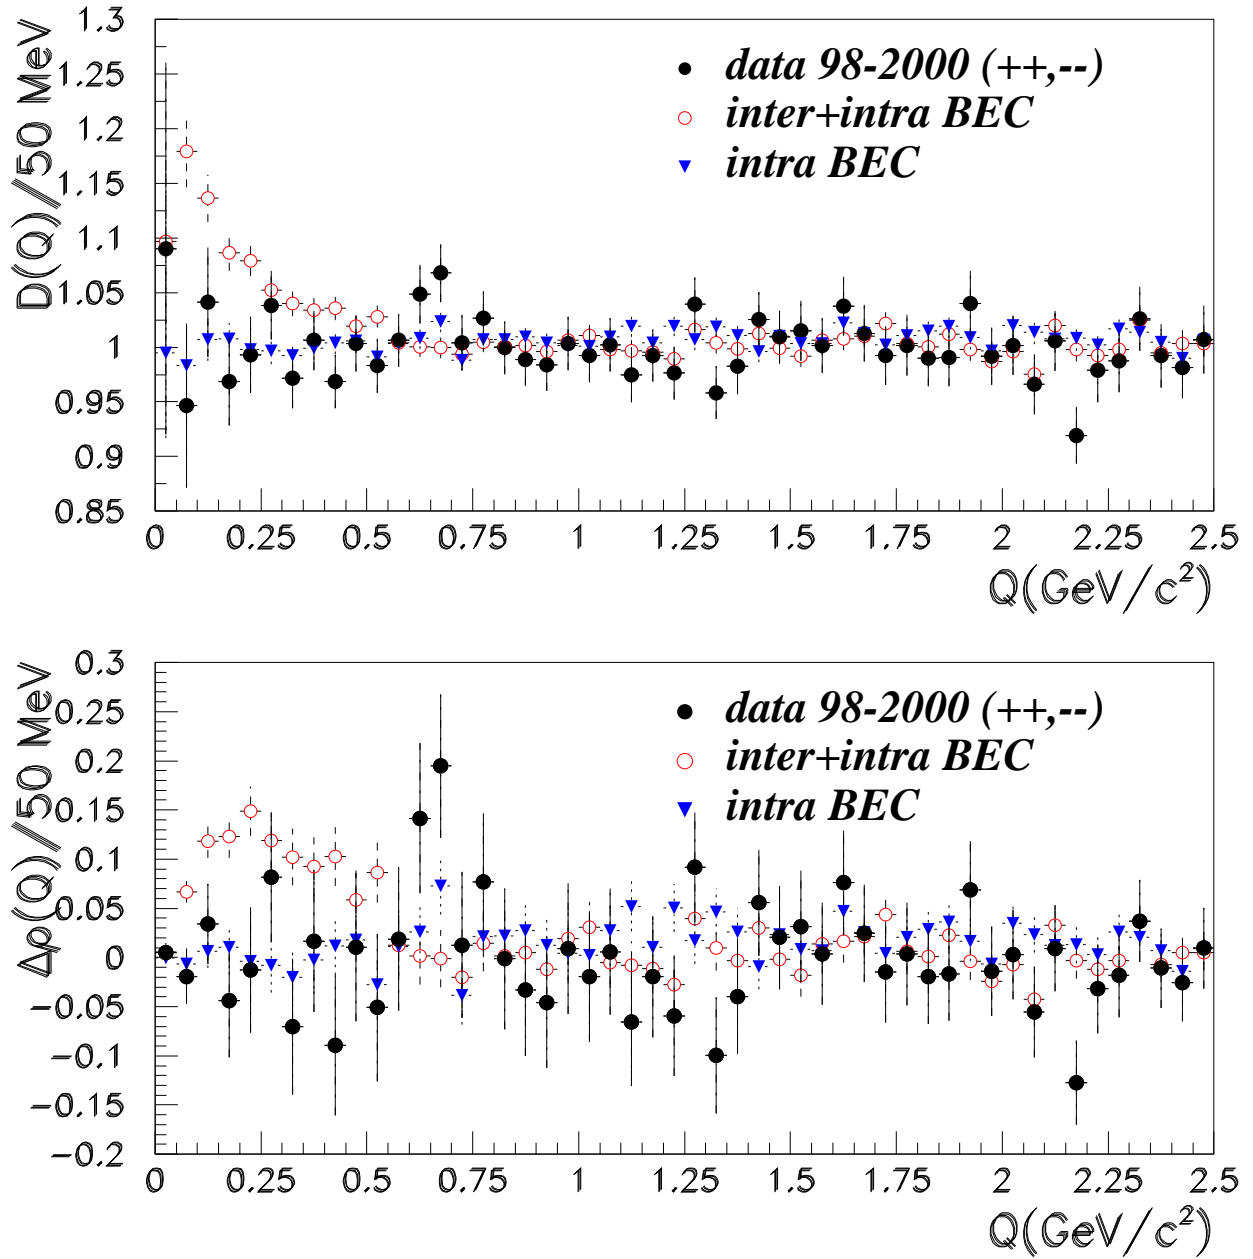 D(Q)/50 MeV
1.3
1.25
1.2
1.15
1.1
1.05
1
0.95
0.9
0.85
data 98-2000 (++,--)
inter+intra BEC
intra BEC
0 0.25 0.5 0.75 1 1.25 1.5 1.75 2 2.25 2.5
Q(GeV/c²)
Δρ(Q)/50 MeV
0.3
0.25
0.2
0.15
0.1
0.05
0
−0.05
−0.1
−0.15
−0.2
data 98-2000 (++,--)
inter+intra BEC
intra BEC
0 0.25 0.5 0.75 1 1.25 1.5 1.75 2 2.25 2.5
Q(GeV/c²)